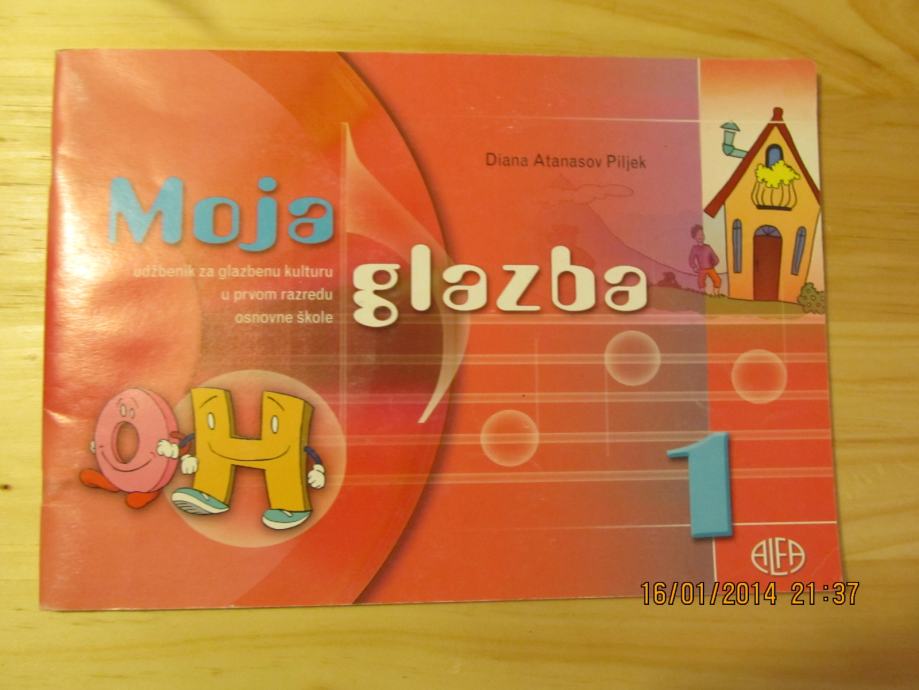 Diana Atanasov Piljek
Moja
glazba
udžbenik za glazbenu kulturu
u prvom razredu
osnovne škole
OH
1
ALFA
16/01/2014 21:37